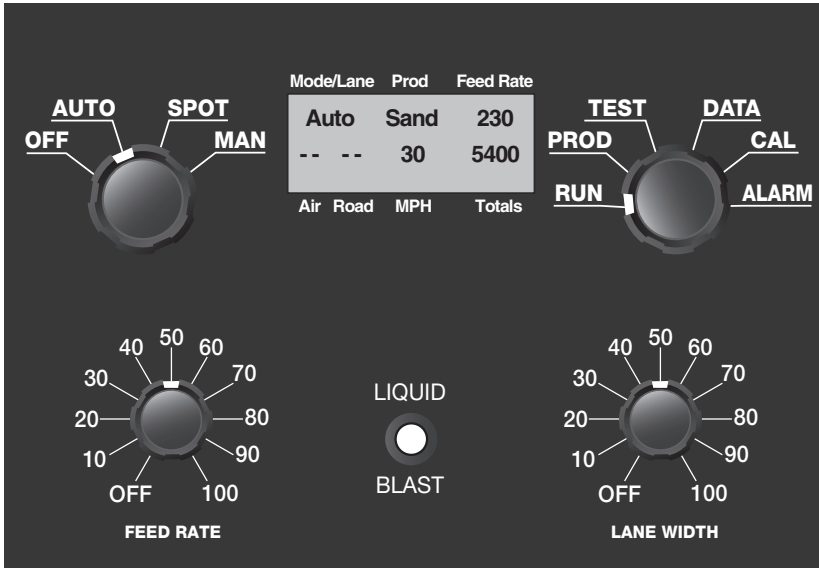 Mode/Lane Prod Feed Rate
Auto Sand 230
-- -- 30 5400
Air Road MPH Totals
OFF AUTO SPOT MAN
RUN PROD TEST DATA CAL ALARM
OFF 10 20 30 40 50 60 70 80 90 100
FEED RATE
LIQUID
BLAST
OFF 10 20 30 40 50 60 70 80 90 100
LANE WIDTH